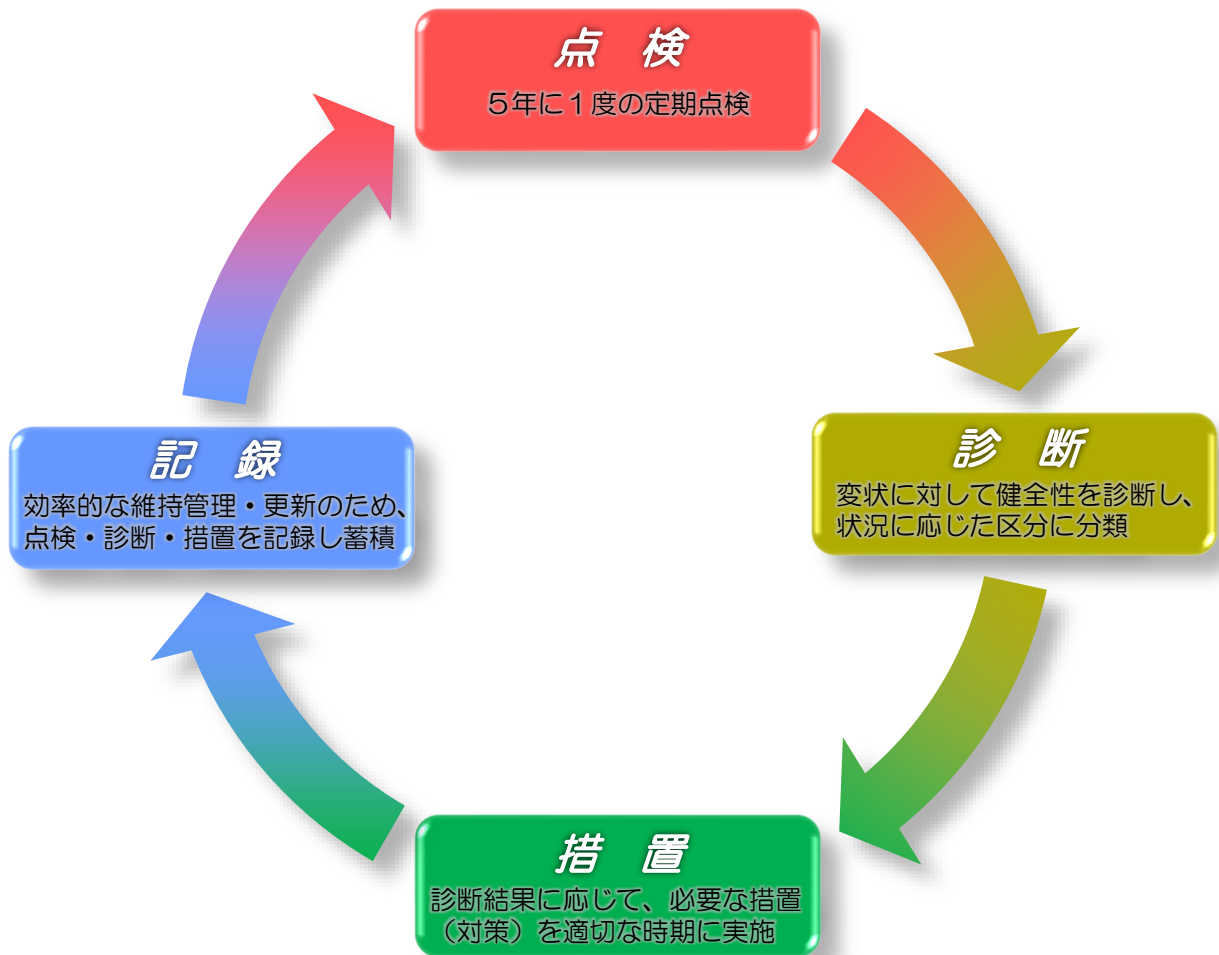 点　検
５年に１度の定期点検
診　断
変状に対して健全性を診断し、
状況に応じた区分に分類
措　置
診断結果に応じて、必要な措置
（対策）を適切な時期に実施
記　録
効率的な維持管理・更新のため、
点検・診断・措置を記録し蓄積